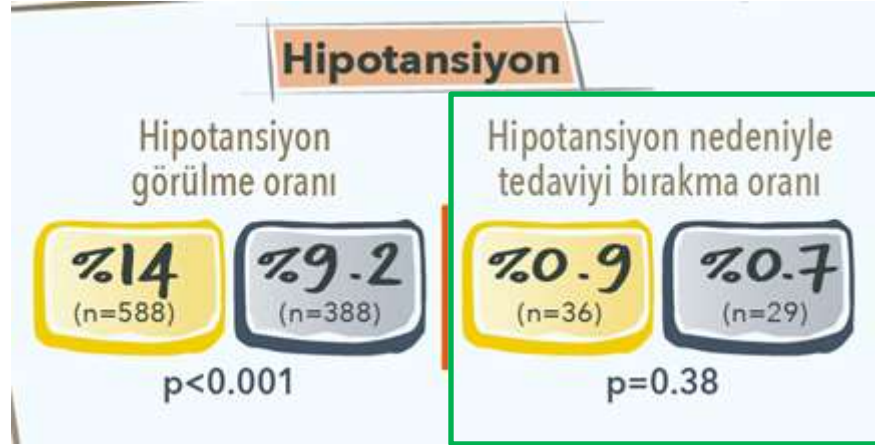 Hipotansiyon
Hipotansiyon
görülme oranı
%14
(n=588)
%9.2
(n=388)
p<0.001
Hipotansiyon nedeniyle
tedaviyi bırakma oranı
%0.9
(n=36)
%0.7
(n=29)
p=0.38